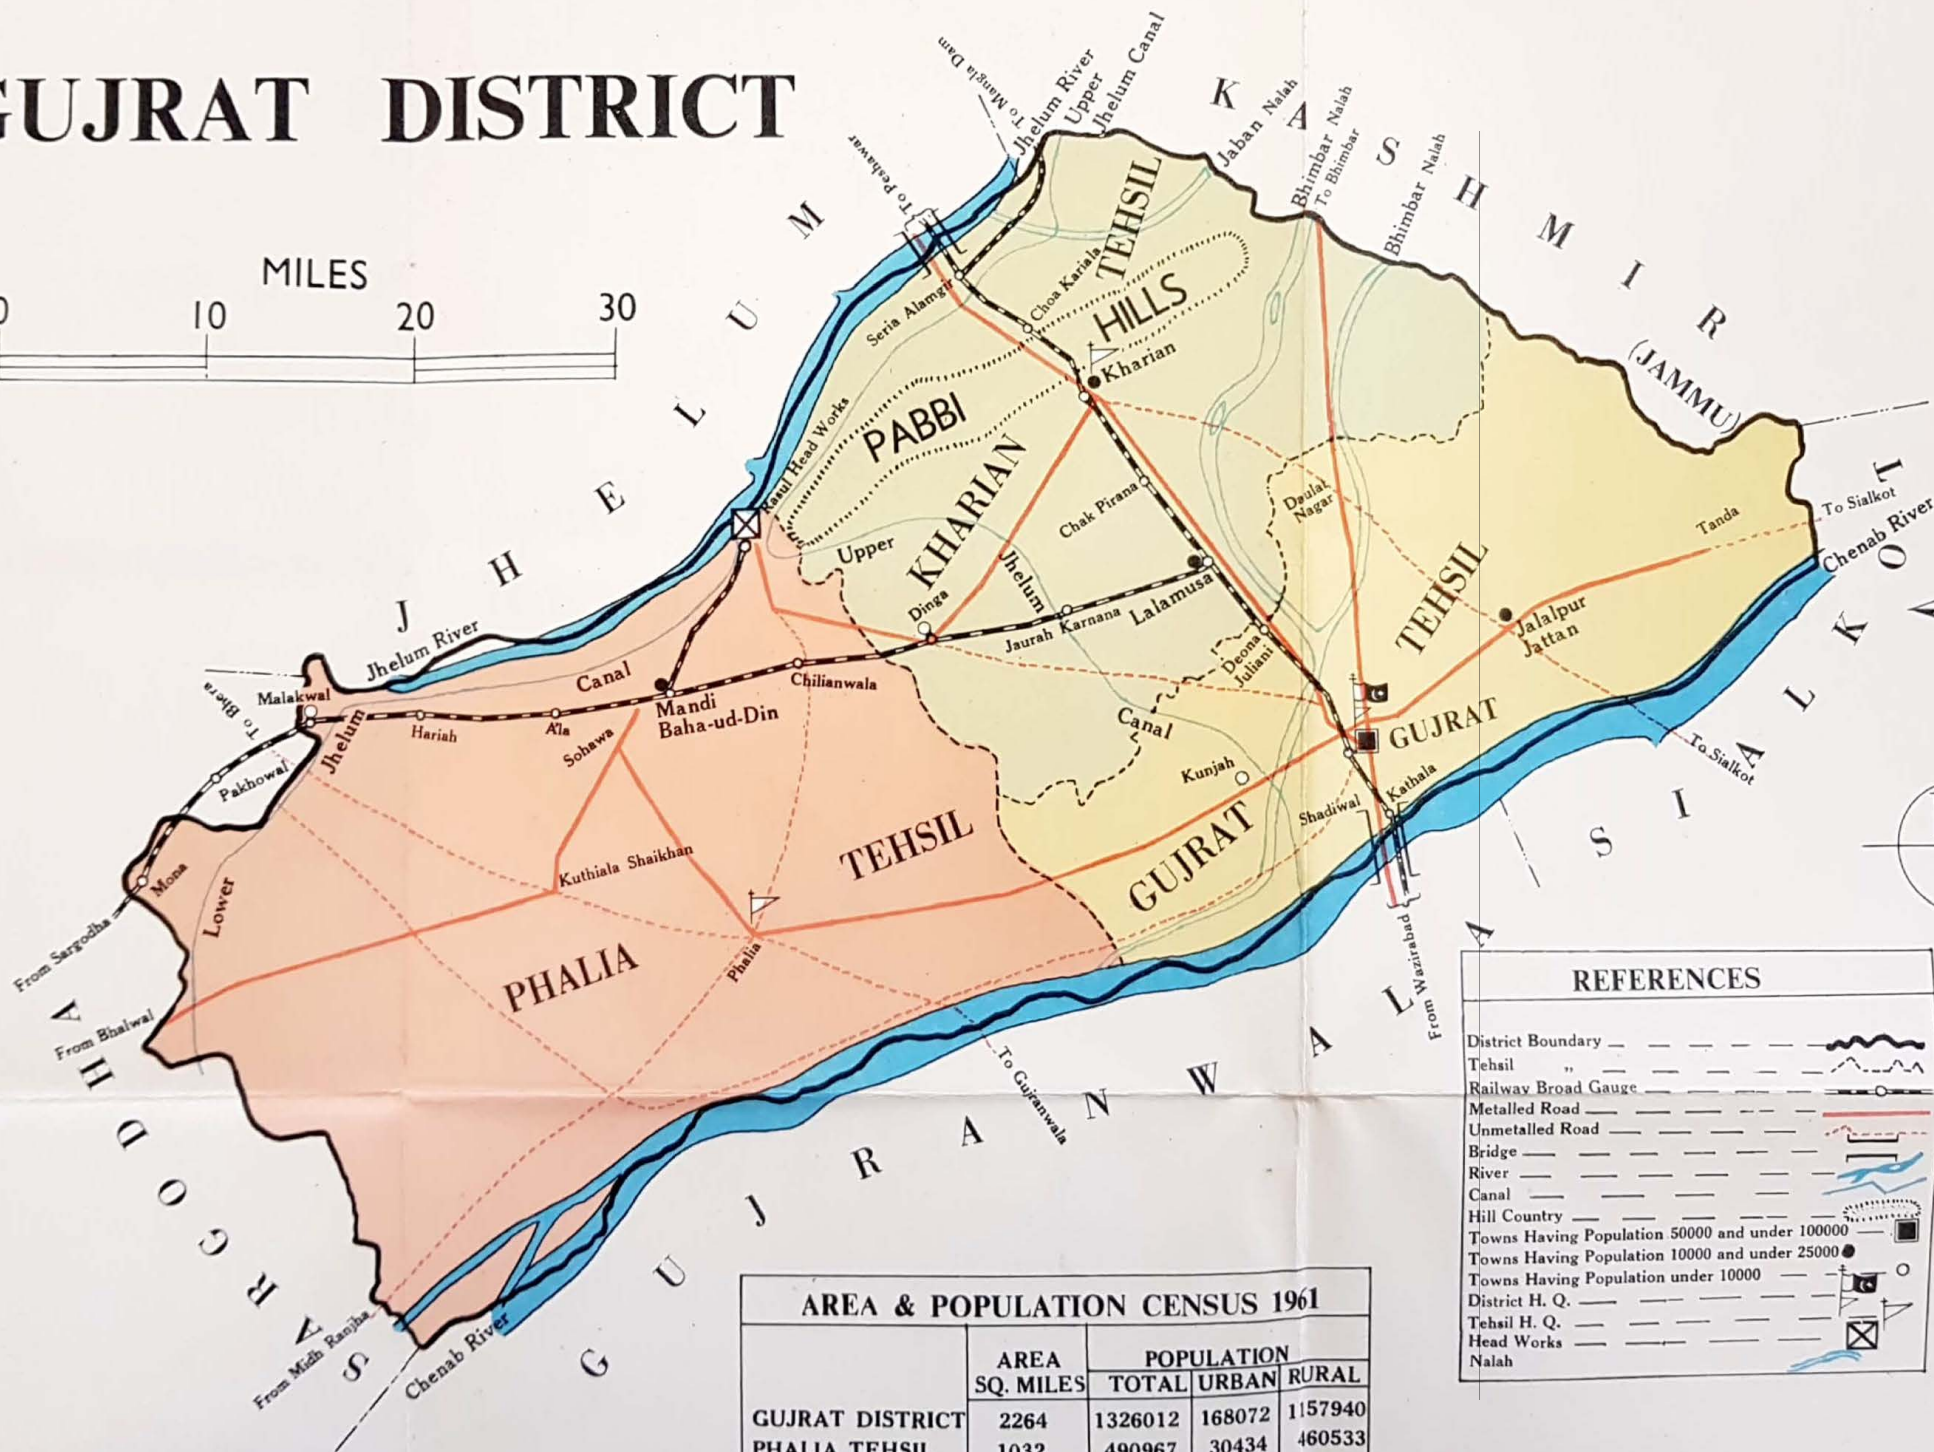 GUJRAT DISTRICT
MILES
0 10 20 30
To Mangla Dam
Jhelum River
Upper
Jhelum Canal
To Peshawar
KASHMIR
(JAMMU)
Jaban Nalah
Bhimbar Nalah
To Bhimbar
Bhimbar Nalah
JHELUM
TEHSIL
Choa Kariala
HILLS
Seria Alamgir
Kharian
PABBI
KHARIAN
Rasul Head Works
Chak Pirana
Daulat
Nagar
Tanda
To Sialkot
Chenab River
SIALKOT
Upper
Jhelum
Dinga
Lalamusa
Jaurah Karnana
TEHSIL
Jalalpur
Jattan
Deona
Juliani
Jhelum River
Canal
Chilianwala
Malakwal
To Bhera
Hariah
A'la
Mandi
Baha-ud-Din
Sohawa
Jhelum
Pakhowal
Canal
GUJRAT
To Sialkot
Kunjah
Kathala
Shadiwal
GUJRAT
TEHSIL
Kuthiala Shaikhan
Mona
Lower
From Sargodha
PHALIA
Phalia
From Bhalwal
From Wazirabad
To Gujranwala
SARGODHA
GUJRANWALA
From Midh Ranjha
Chenab River
REFERENCES
District Boundary
Tehsil "
Railway Broad Gauge
Metalled Road
Unmetalled Road
Bridge
River
Canal
Hill Country
Towns Having Population 50000 and under 100000
Towns Having Population 10000 and under 25000
Towns Having Population under 10000
District H. Q.
Tehsil H. Q.
Head Works
Nalah
AREA & POPULATION CENSUS 1961
AREA
SQ. MILES
POPULATION
TOTAL URBAN RURAL
GUJRAT DISTRICT 2264 1326012 168072 1157940
PHALIA TEHSIL 1032 490967 30434 460533